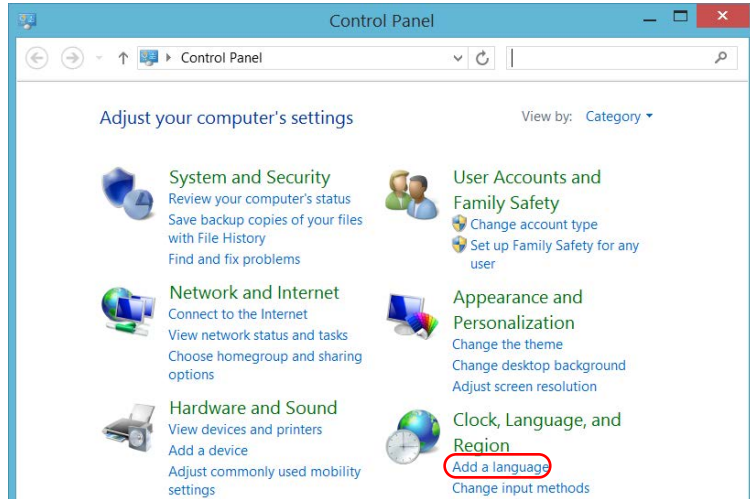 Control Panel
Control Panel
Adjust your computer's settings
View by: Category
System and Security
Review your computer's status
Save backup copies of your files
with File History
Find and fix problems
Network and Internet
Connect to the Internet
View network status and tasks
Choose homegroup and sharing
options
Hardware and Sound
View devices and printers
Add a device
Adjust commonly used mobility
settings
User Accounts and
Family Safety
Change account type
Set up Family Safety for any
user
Appearance and
Personalization
Change the theme
Change desktop background
Adjust screen resolution
Clock, Language, and
Region
Add a language
Change input methods